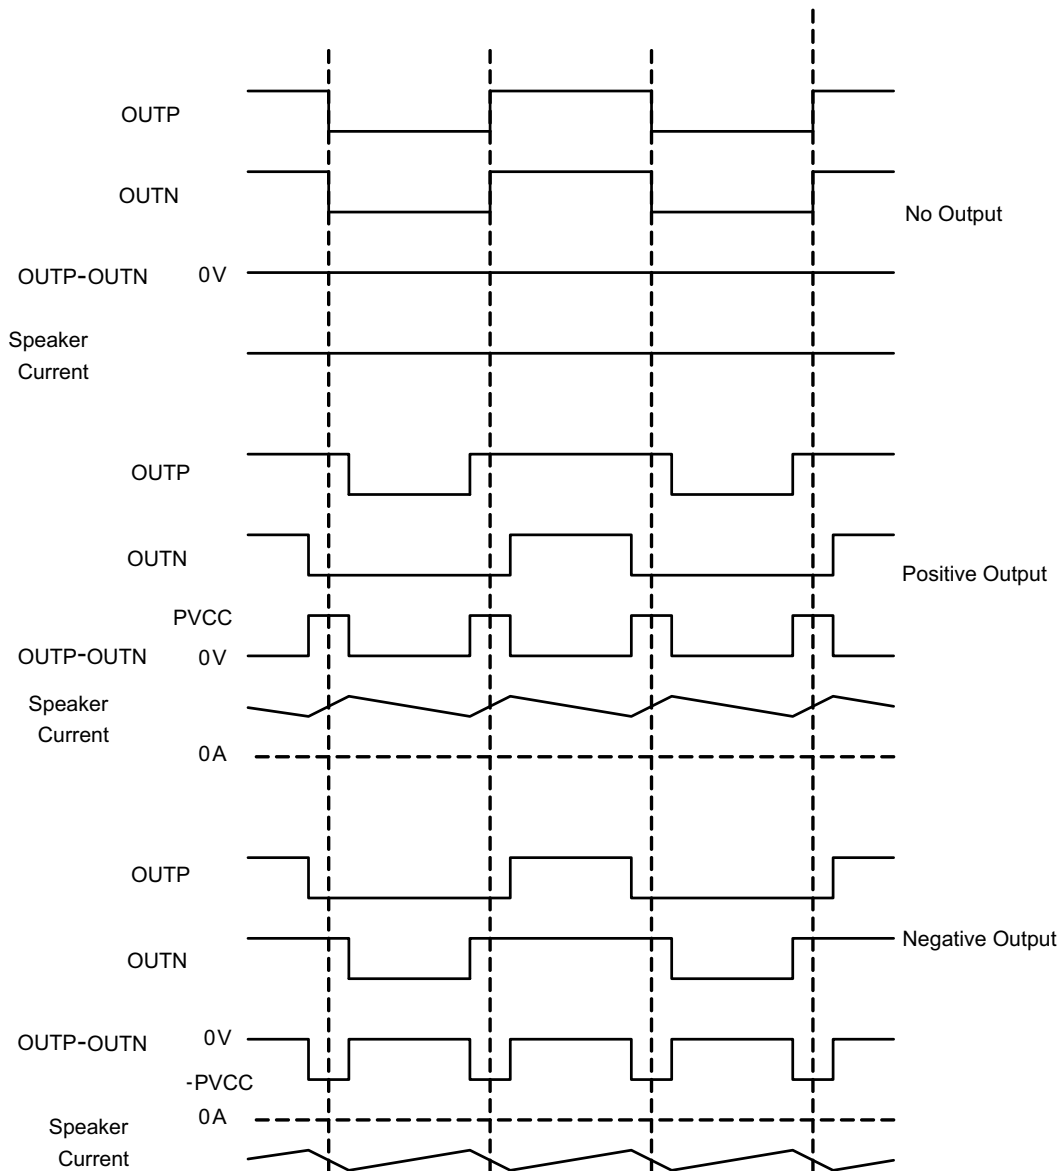 OUTP
OUTN
No Output
OUTP-OUTN 0V
Speaker
Current
OUTP
OUTN
Positive Output
PVCC
OUTP-OUTN 0V
Speaker
Current
0A
OUTP
OUTN
Negative Output
OUTP-OUTN 0V
-PVCC
0A
Speaker
Current